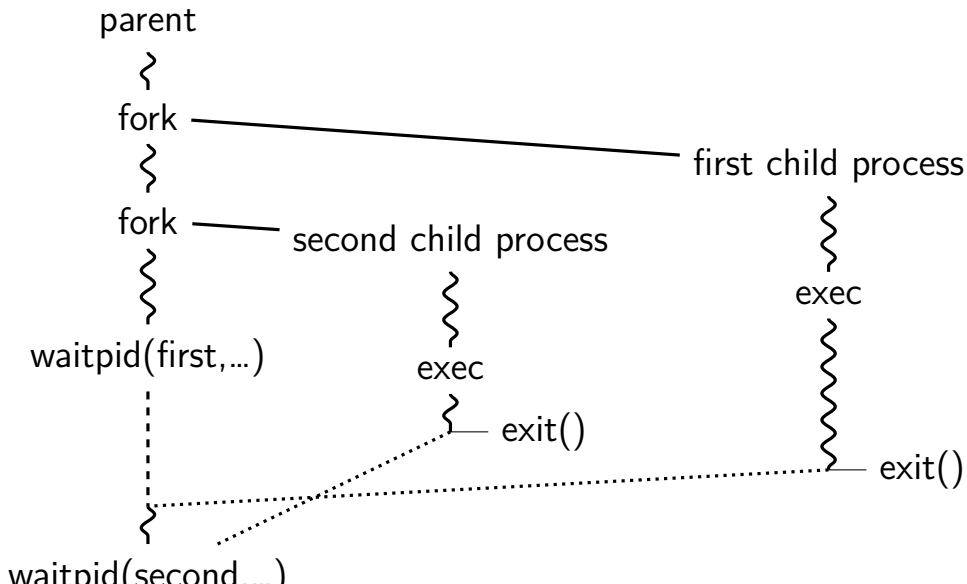 parent
fork
first child process
fork
second child process
exec
waitpid(first,…)
exec
exit()
exit()
waitpid(second,…)